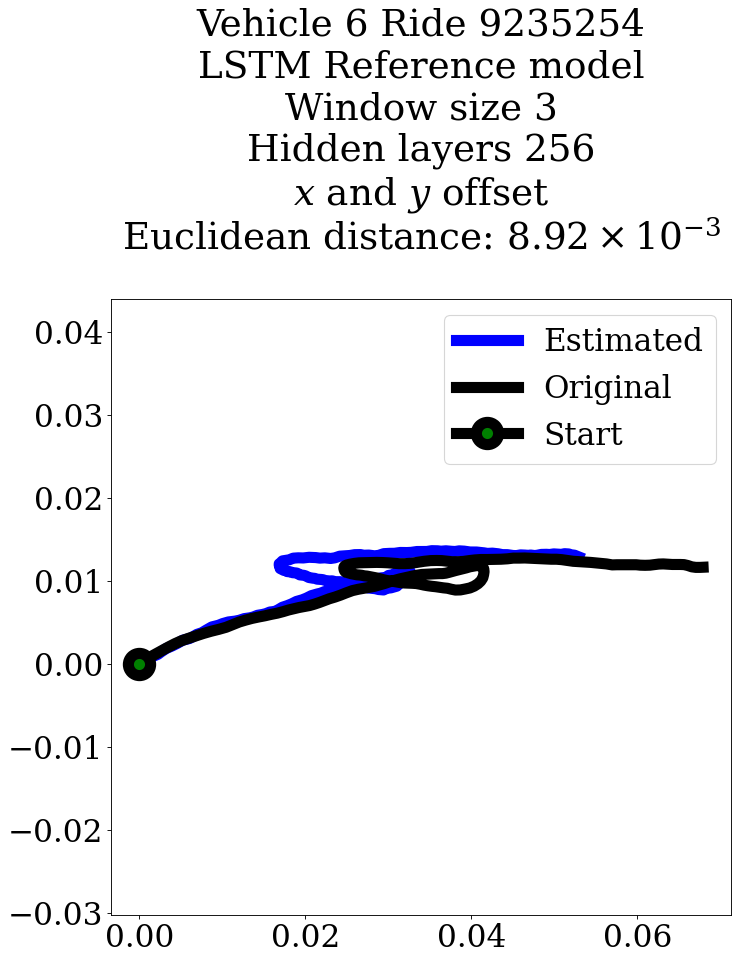 Vehicle 6 Ride 9235254
LSTM Reference model
Window size 3
Hidden layers 256
x and y offset
Euclidean distance: 8.92 × 10⁻³
Estimated
Original
Start
0.04
0.03
0.02
0.01
0.00
−0.01
−0.02
−0.03
0.00 0.02 0.04 0.06